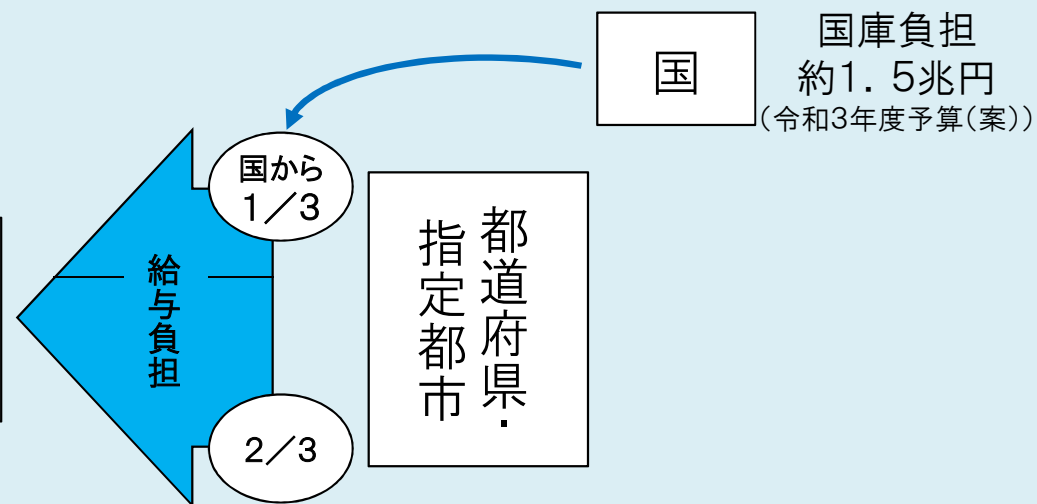 国
国庫負担
約1．5兆円
(令和3年度予算(案))
国から
1／3
給与負担
都道府県・
指定都市
2／3